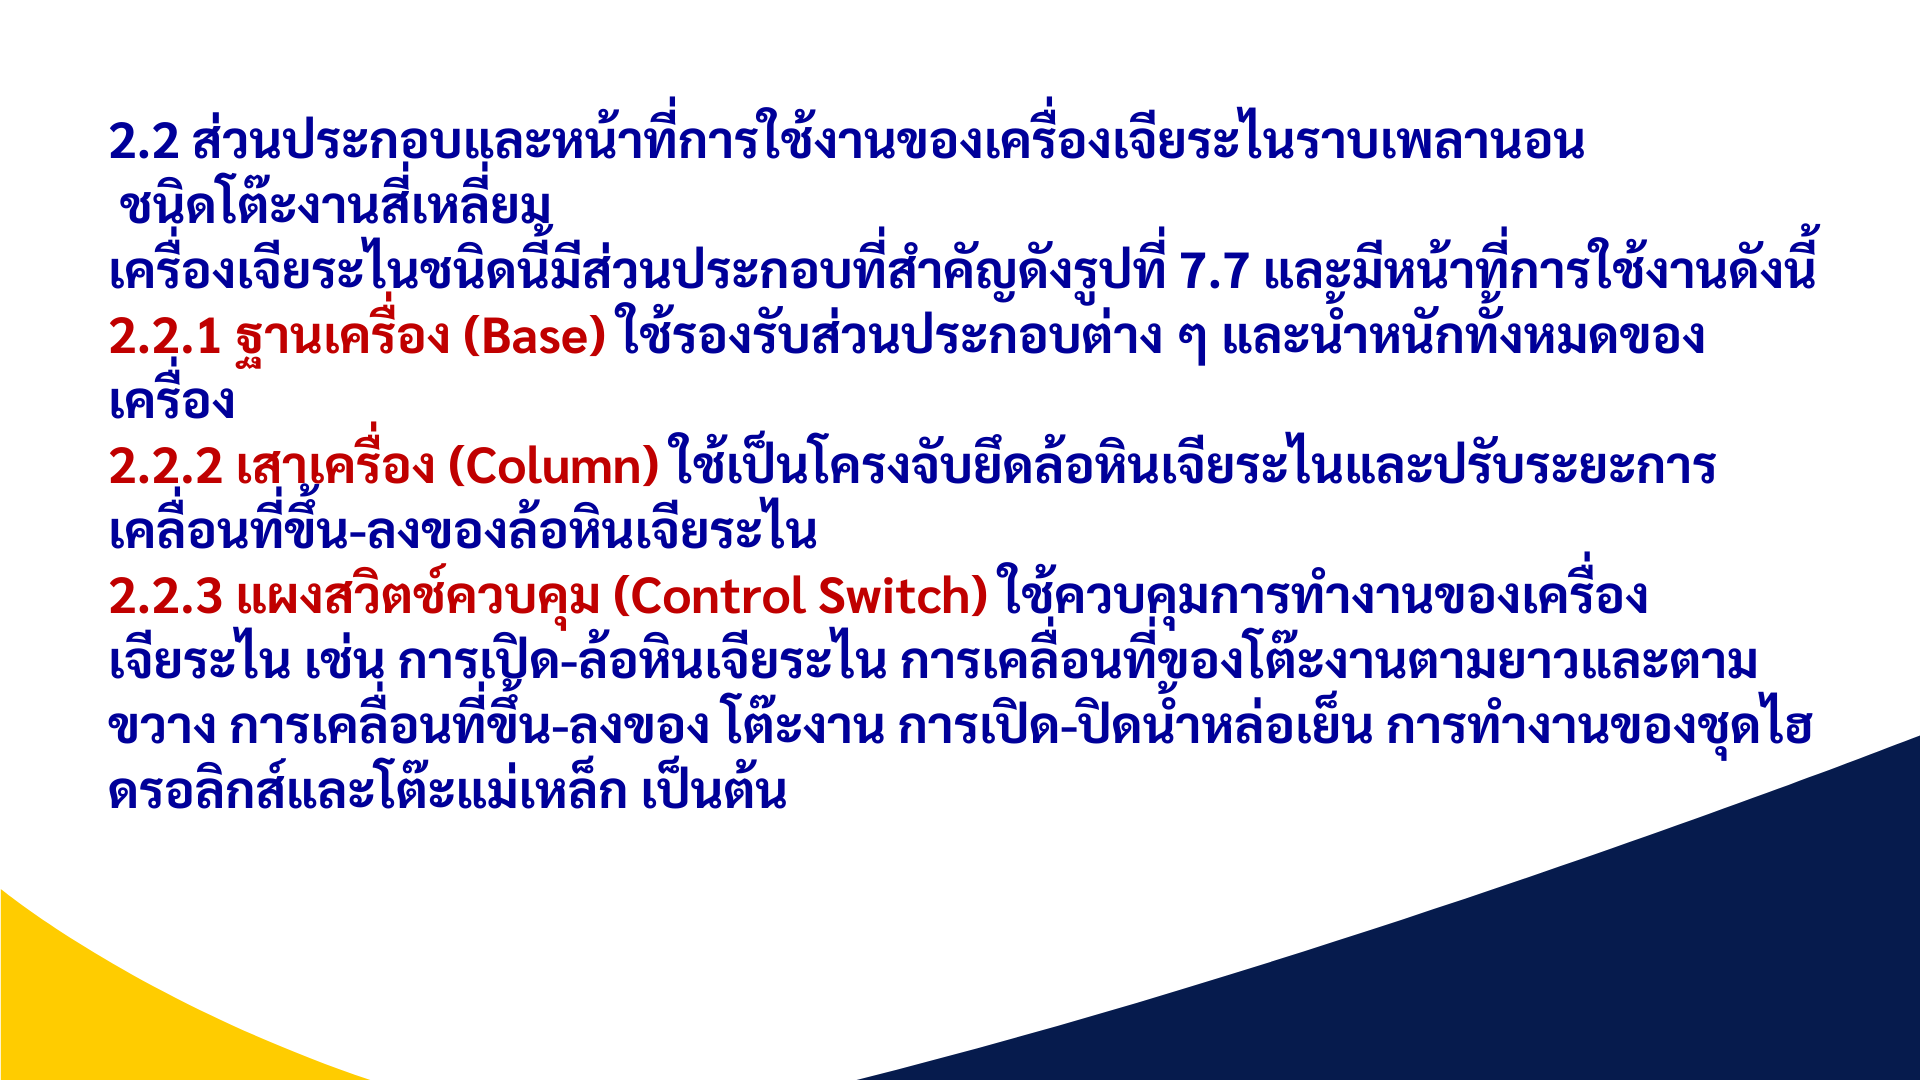 2.2 ส่วนประกอบและหน้าที่การใช้งานของเครื่องเจียระไนราบเพลานอน
ชนิดโต๊ะงานสี่เหลี่ยม
เครื่องเจียระไนชนิดนี้มีส่วนประกอบที่สำคัญดังรูปที่ 7.7 และมีหน้าที่การใช้งานดังนี้
2.2.1 ฐานเครื่อง (Base) ใช้รองรับส่วนประกอบต่าง ๆ และน้ำหนักทั้งหมดของ
เครื่อง
2.2.2 เสาเครื่อง (Column) ใช้เป็นโครงจับยึดล้อหินเจียระไนและปรับระยะการ
เคลื่อนที่ขึ้น-ลงของล้อหินเจียระไน
2.2.3 แผงสวิตช์ควบคุม (Control Switch) ใช้ควบคุมการทำงานของเครื่อง
เจียระไน เช่น การเปิด-ล้อหินเจียระไน การเคลื่อนที่ของโต๊ะงานตามยาวและตาม
ขวาง การเคลื่อนที่ขึ้น-ลงของ โต๊ะงาน การเปิด-ปิดน้ำหล่อเย็น การทำงานของชุดไฮ
ดรอลิกส์และโต๊ะแม่เหล็ก เป็นต้น